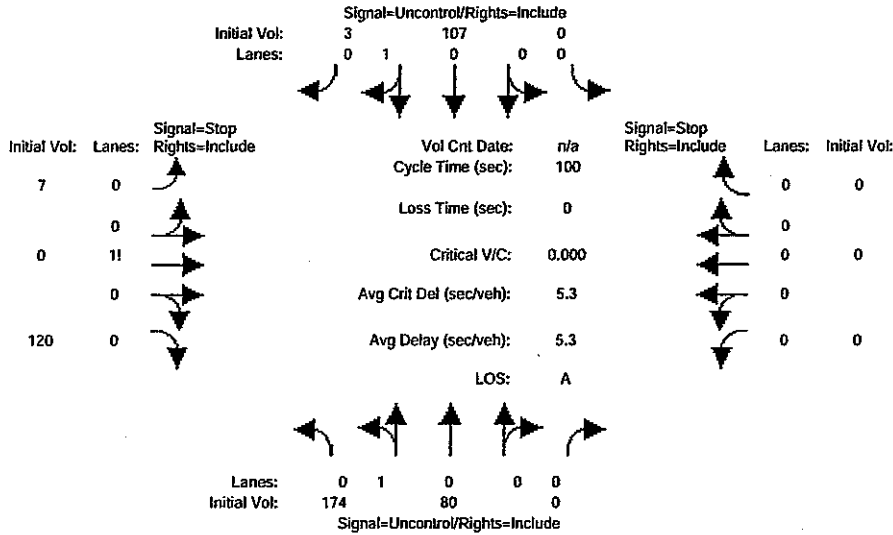 Signal=Uncontrol/Rights=Include
Initial Vol: 3 107 0
Lanes: 0 1 0 0 0
Signal=Stop
Initial Vol: Lanes: Rights=Include
7 0
0
0 1!
0
120 0
Vol Cnt Date: n/a
Cycle Time (sec): 100
Loss Time (sec): 0
Critical V/C: 0.000
Avg Crit Del (sec/veh): 5.3
Avg Delay (sec/veh): 5.3
LOS: A
Signal=Stop
Rights=Include Lanes: Initial Vol:
0 0
0
0 0
0
0 0
Lanes: 0 1 0 0 0
Initial Vol: 174 80 0
Signal=Uncontrol/Rights=Include